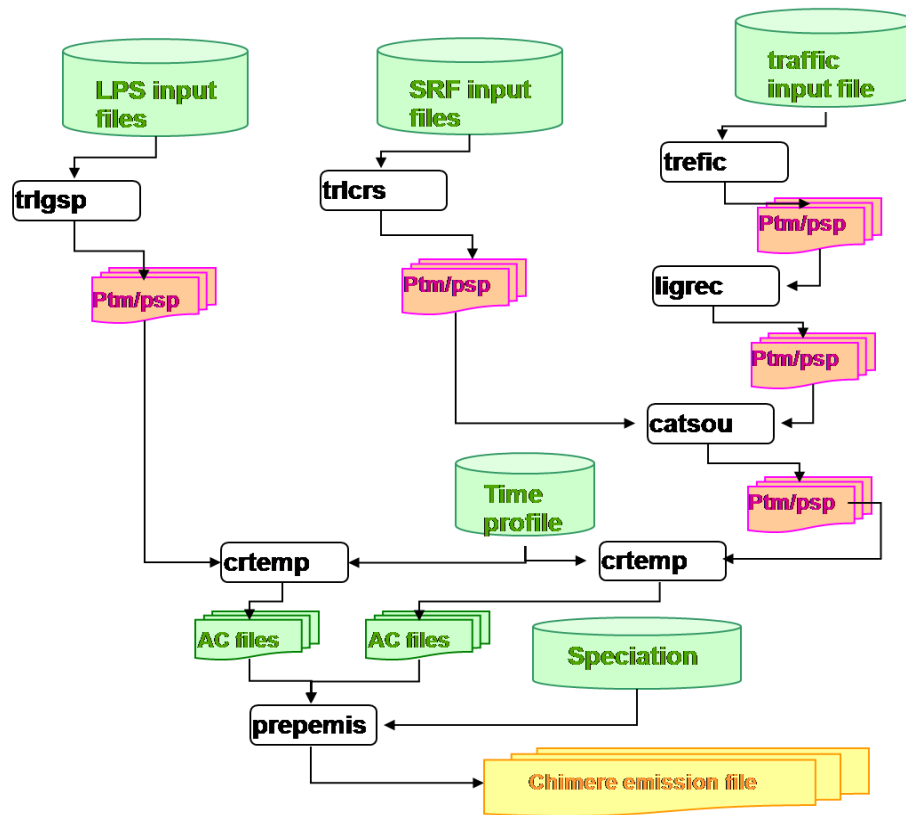 LPS input
files
SRF input
files
traffic
input file
trlgsp
trlcrs
trefic
Ptm/psp
Ptm/psp
Ptm/psp
ligrec
Ptm/psp
catsou
Time
profile
Ptm/psp
crtemp
crtemp
AC files
AC files
Speciation
prepemis
Chimere emission file